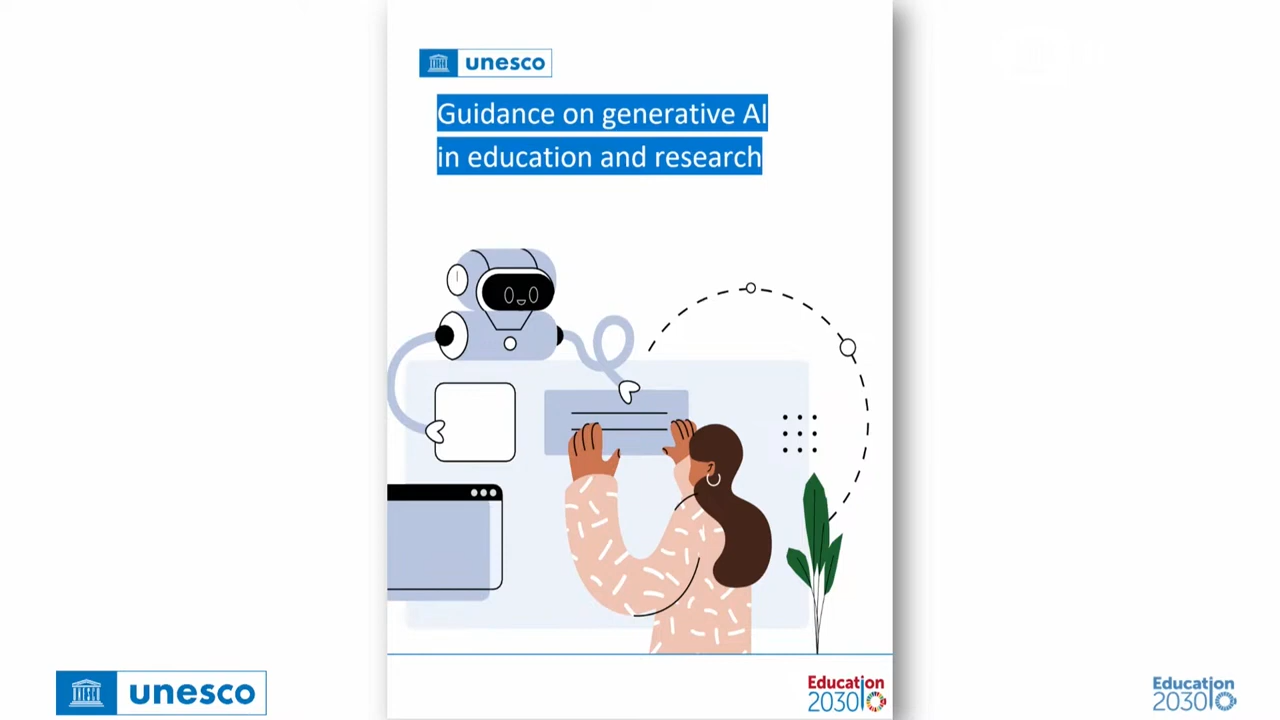 unesco
Guidance on generative AI
in education and research
Education
2030
unesco
Education
2030